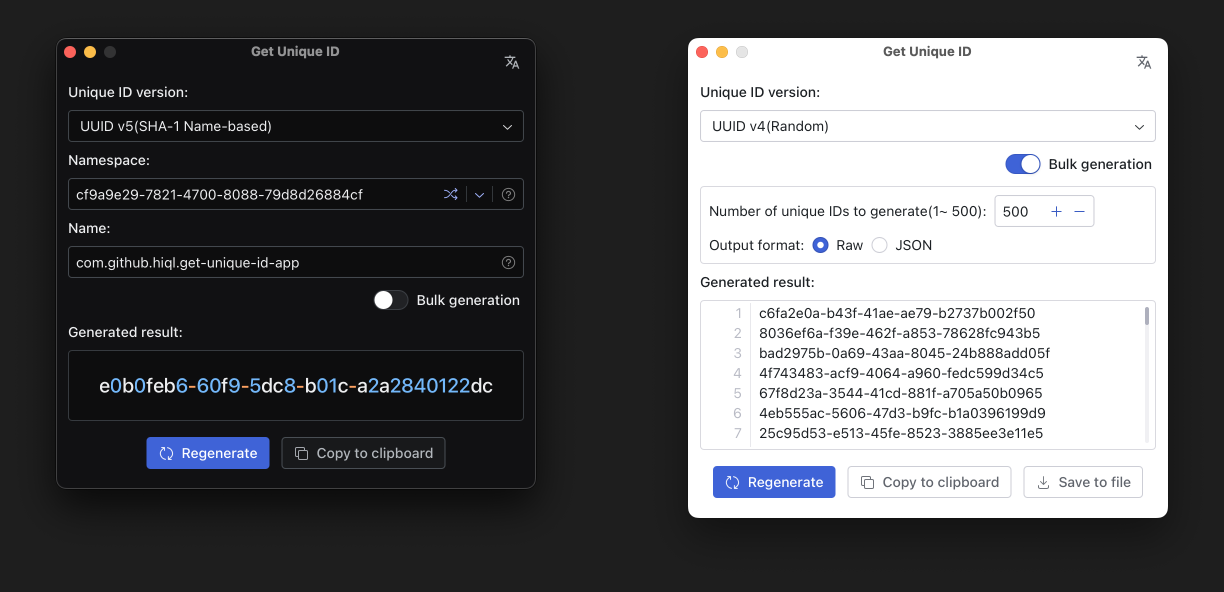 Get Unique ID
Unique ID version:
UUID v5(SHA-1 Name-based)
Namespace:
cf9a9e29-7821-4700-8088-79d8d26884cf
Name:
com.github.hiql.get-unique-id-app
Bulk generation
Generated result:
e0b0feb6-60f9-5dc8-b01c-a2a2840122dc
Regenerate
Copy to clipboard
Get Unique ID
Unique ID version:
UUID v4(Random)
Bulk generation
Number of unique IDs to generate(1~ 500):
500
Output format:
Raw
JSON
Generated result:
1 c6fa2e0a-b43f-41ae-ae79-b2737b002f50
2 8036ef6a-f39e-462f-a853-78628fc943b5
3 bad2975b-0a69-43aa-8045-24b888add05f
4 4f743483-acf9-4064-a960-fedc599d34c5
5 67f8d23a-3544-41cd-881f-a705a50b0965
6 4eb555ac-5606-47d3-b9fc-b1a0396199d9
7 25c95d53-e513-45fe-8523-3885ee3e11e5
Regenerate
Copy to clipboard
Save to file